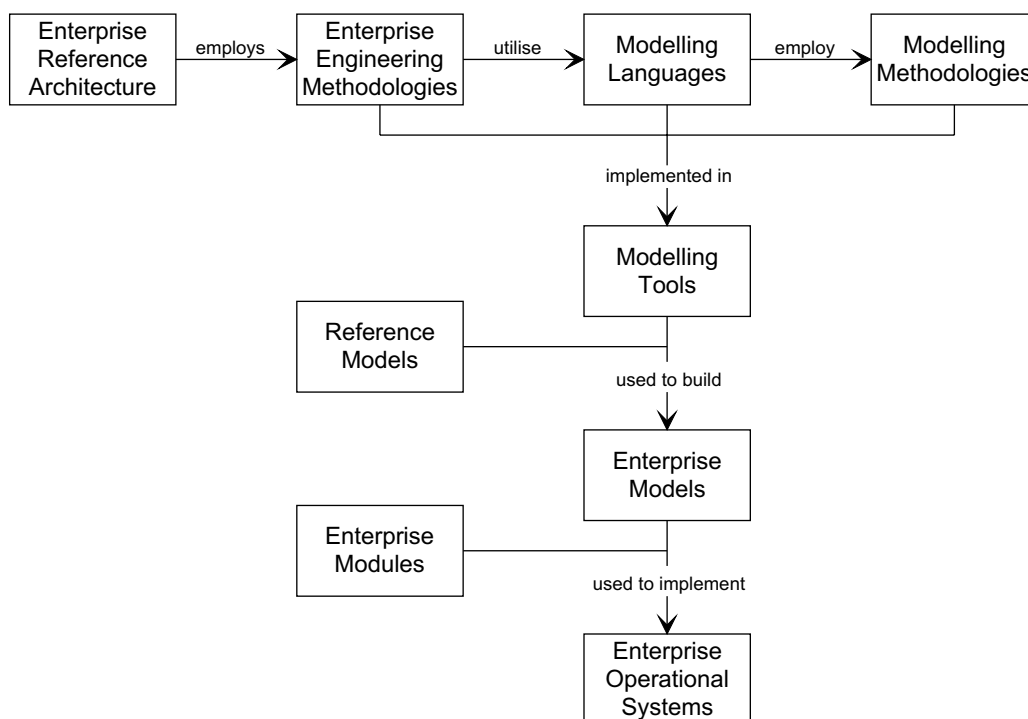 Enterprise
Reference
Architecture
employs
Enterprise
Engineering
Methodologies
utilise
Modelling
Languages
employ
Modelling
Methodologies
implemented in
Modelling
Tools
Reference
Models
used to build
Enterprise
Models
Enterprise
Modules
used to implement
Enterprise
Operational
Systems